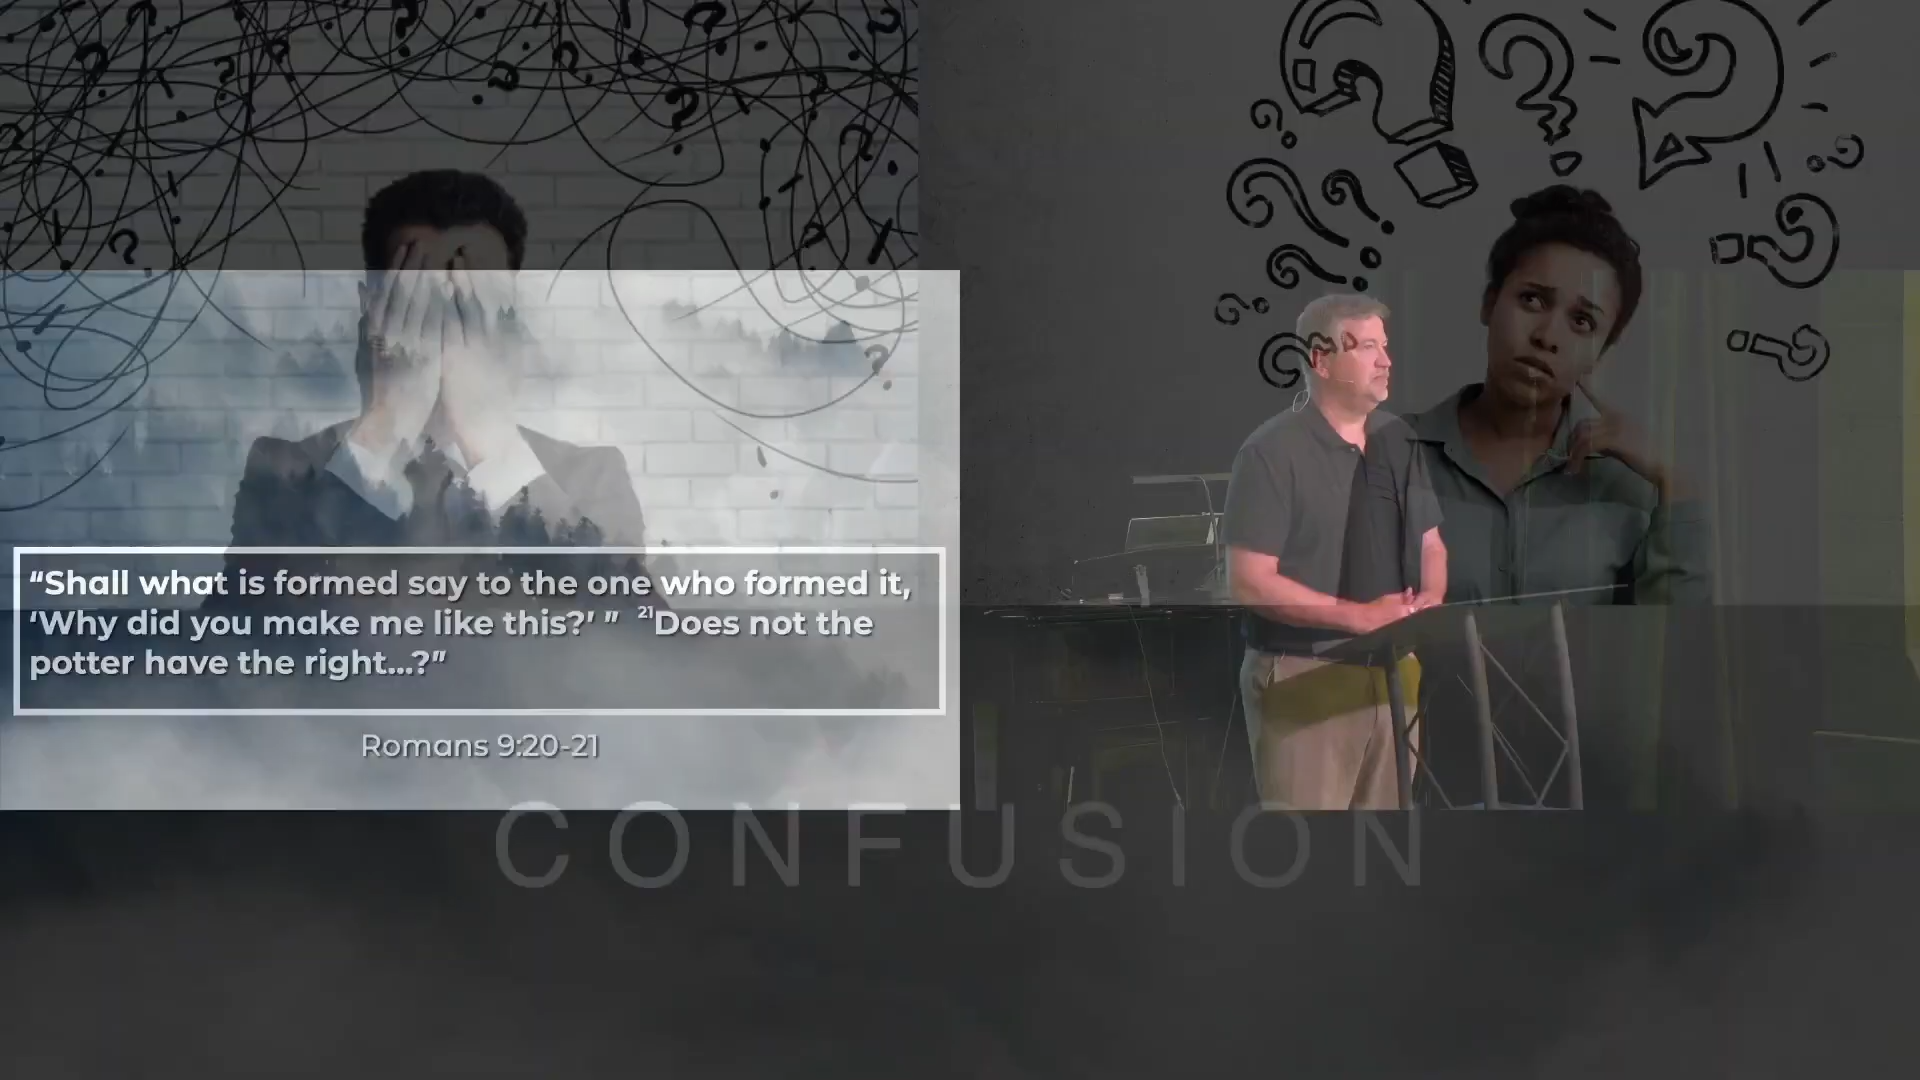 “Shall what is formed say to the one who formed it,
‘Why did you make me like this?’ ” ²¹Does not the
potter have the right...?”
Romans 9:20-21
CONFUSION